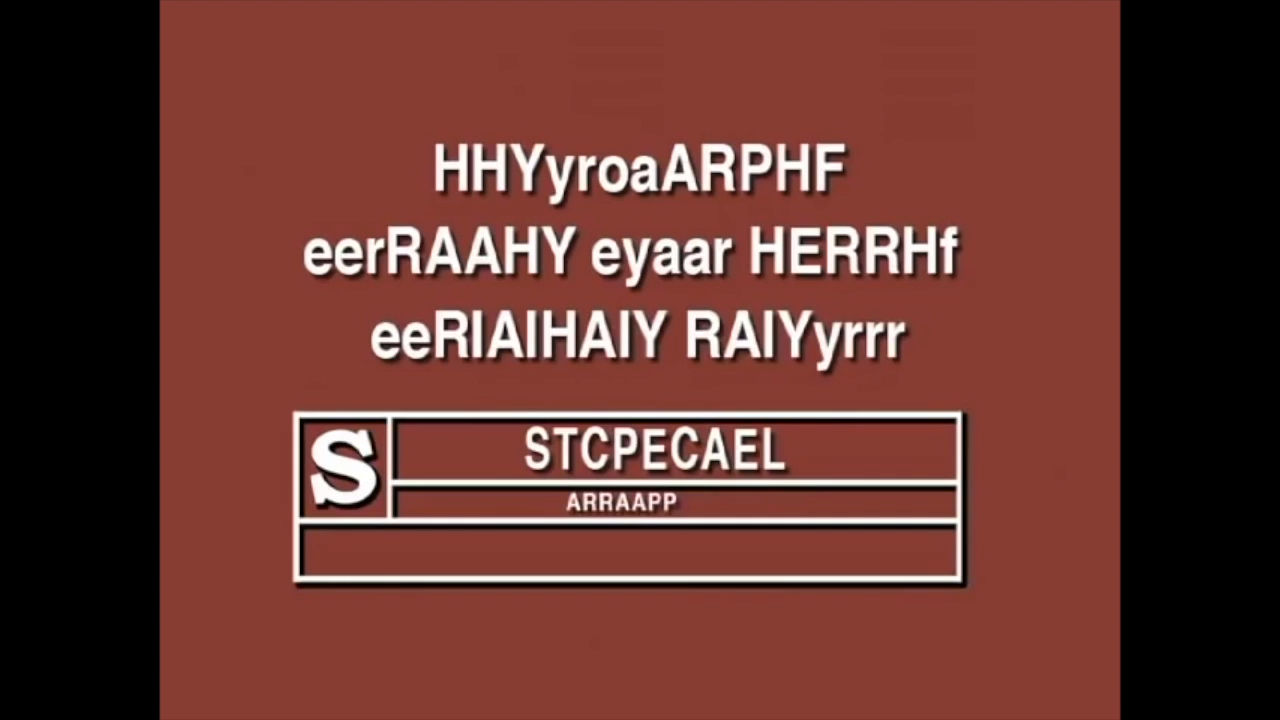 HHYyroaARPHF
eerRAAHY eyaar HERRHf
eeRIAIHAIY RAIYyrrr
S
STCPECAEL
ARRAAPP